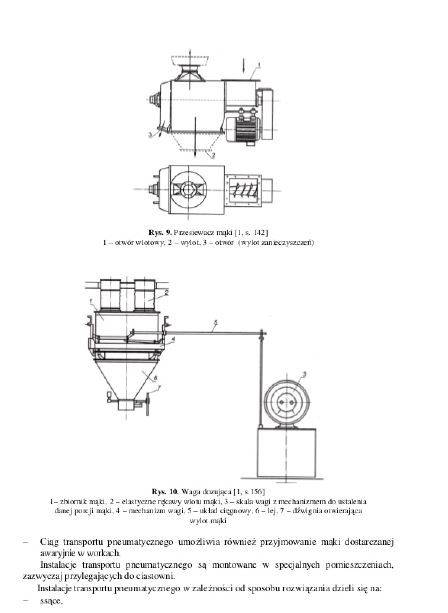 1
3
2
Rys. 9. Przesiewacz mąki [1, s. 142]
1 – otwór wlotowy, 2 – wylot, 3 – otwór (wylot zanieczyszczeń)
2
1
5
4
3
6
7
Rys. 10. Waga dozująca [1, s.156]
1 – zbiornik mąki, 2 – elastyczne rękawy wlotu mąki, 3 – skala wagi z mechanizmem do ustalenia
danej porcji mąki, 4 – mechanizm wagi, 5 – układ cięgnowy, 6 – lej, 7 – dźwignia otwierająca
wylot mąki
– Ciąg transportu pneumatycznego umożliwia również przyjmowanie mąki dostarczanej
awaryjnie w workach.
Instalacje transportu pneumatycznego są montowane w specjalnych pomieszczeniach,
zazwyczaj przylegających do ciastowni.
Instalacje transportu pneumatycznego w zależności od sposobu rozwiązania dzieli się na:
– ssące,